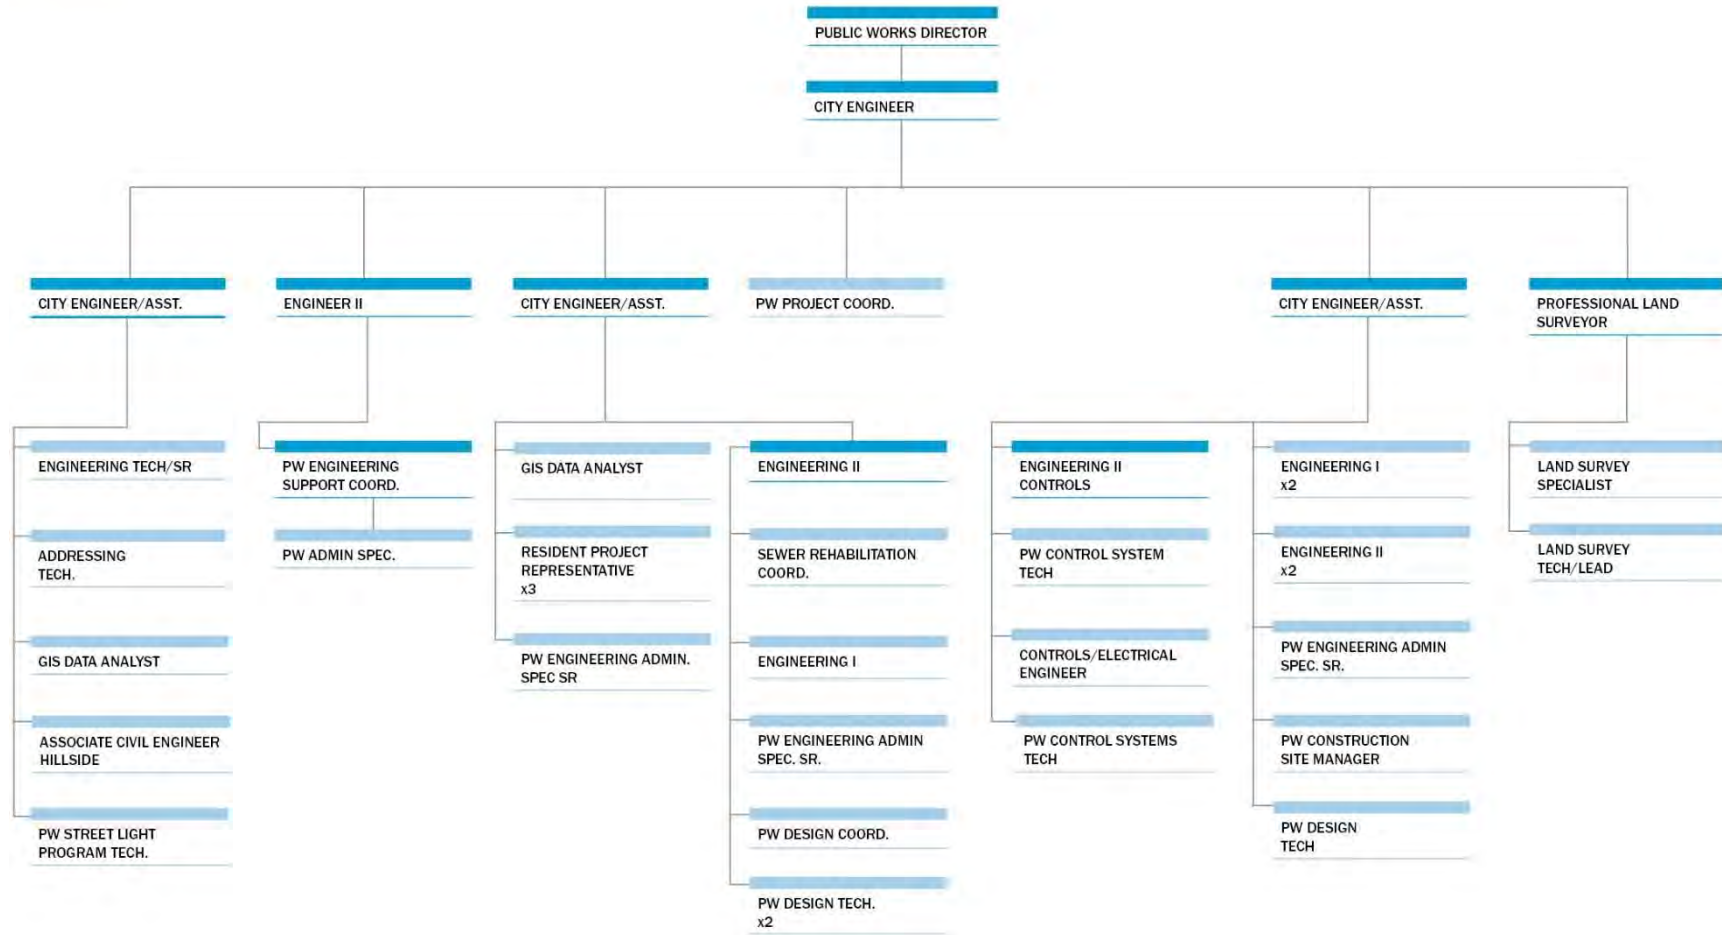 PUBLIC WORKS DIRECTOR
CITY ENGINEER
CITY ENGINEER/ASST.
ENGINEER II
CITY ENGINEER/ASST.
PW PROJECT COORD.
CITY ENGINEER/ASST.
PROFESSIONAL LAND
SURVEYOR
ENGINEERING TECH/SR
ADDRESSING
TECH.
GIS DATA ANALYST
ASSOCIATE CIVIL ENGINEER
HILLSIDE
PW STREET LIGHT
PROGRAM TECH.
PW ENGINEERING
SUPPORT COORD.
PW ADMIN SPEC.
GIS DATA ANALYST
RESIDENT PROJECT
REPRESENTATIVE
x3
PW ENGINEERING ADMIN.
SPEC SR
ENGINEERING II
SEWER REHABILITATION
COORD.
ENGINEERING I
PW ENGINEERING ADMIN
SPEC. SR.
PW DESIGN COORD.
PW DESIGN TECH.
x2
ENGINEERING II
CONTROLS
PW CONTROL SYSTEM
TECH
CONTROLS/ELECTRICAL
ENGINEER
PW CONTROL SYSTEMS
TECH
ENGINEERING I
x2
ENGINEERING II
x2
PW ENGINEERING ADMIN
SPEC. SR.
PW CONSTRUCTION
SITE MANAGER
PW DESIGN
TECH
LAND SURVEY
SPECIALIST
LAND SURVEY
TECH/LEAD